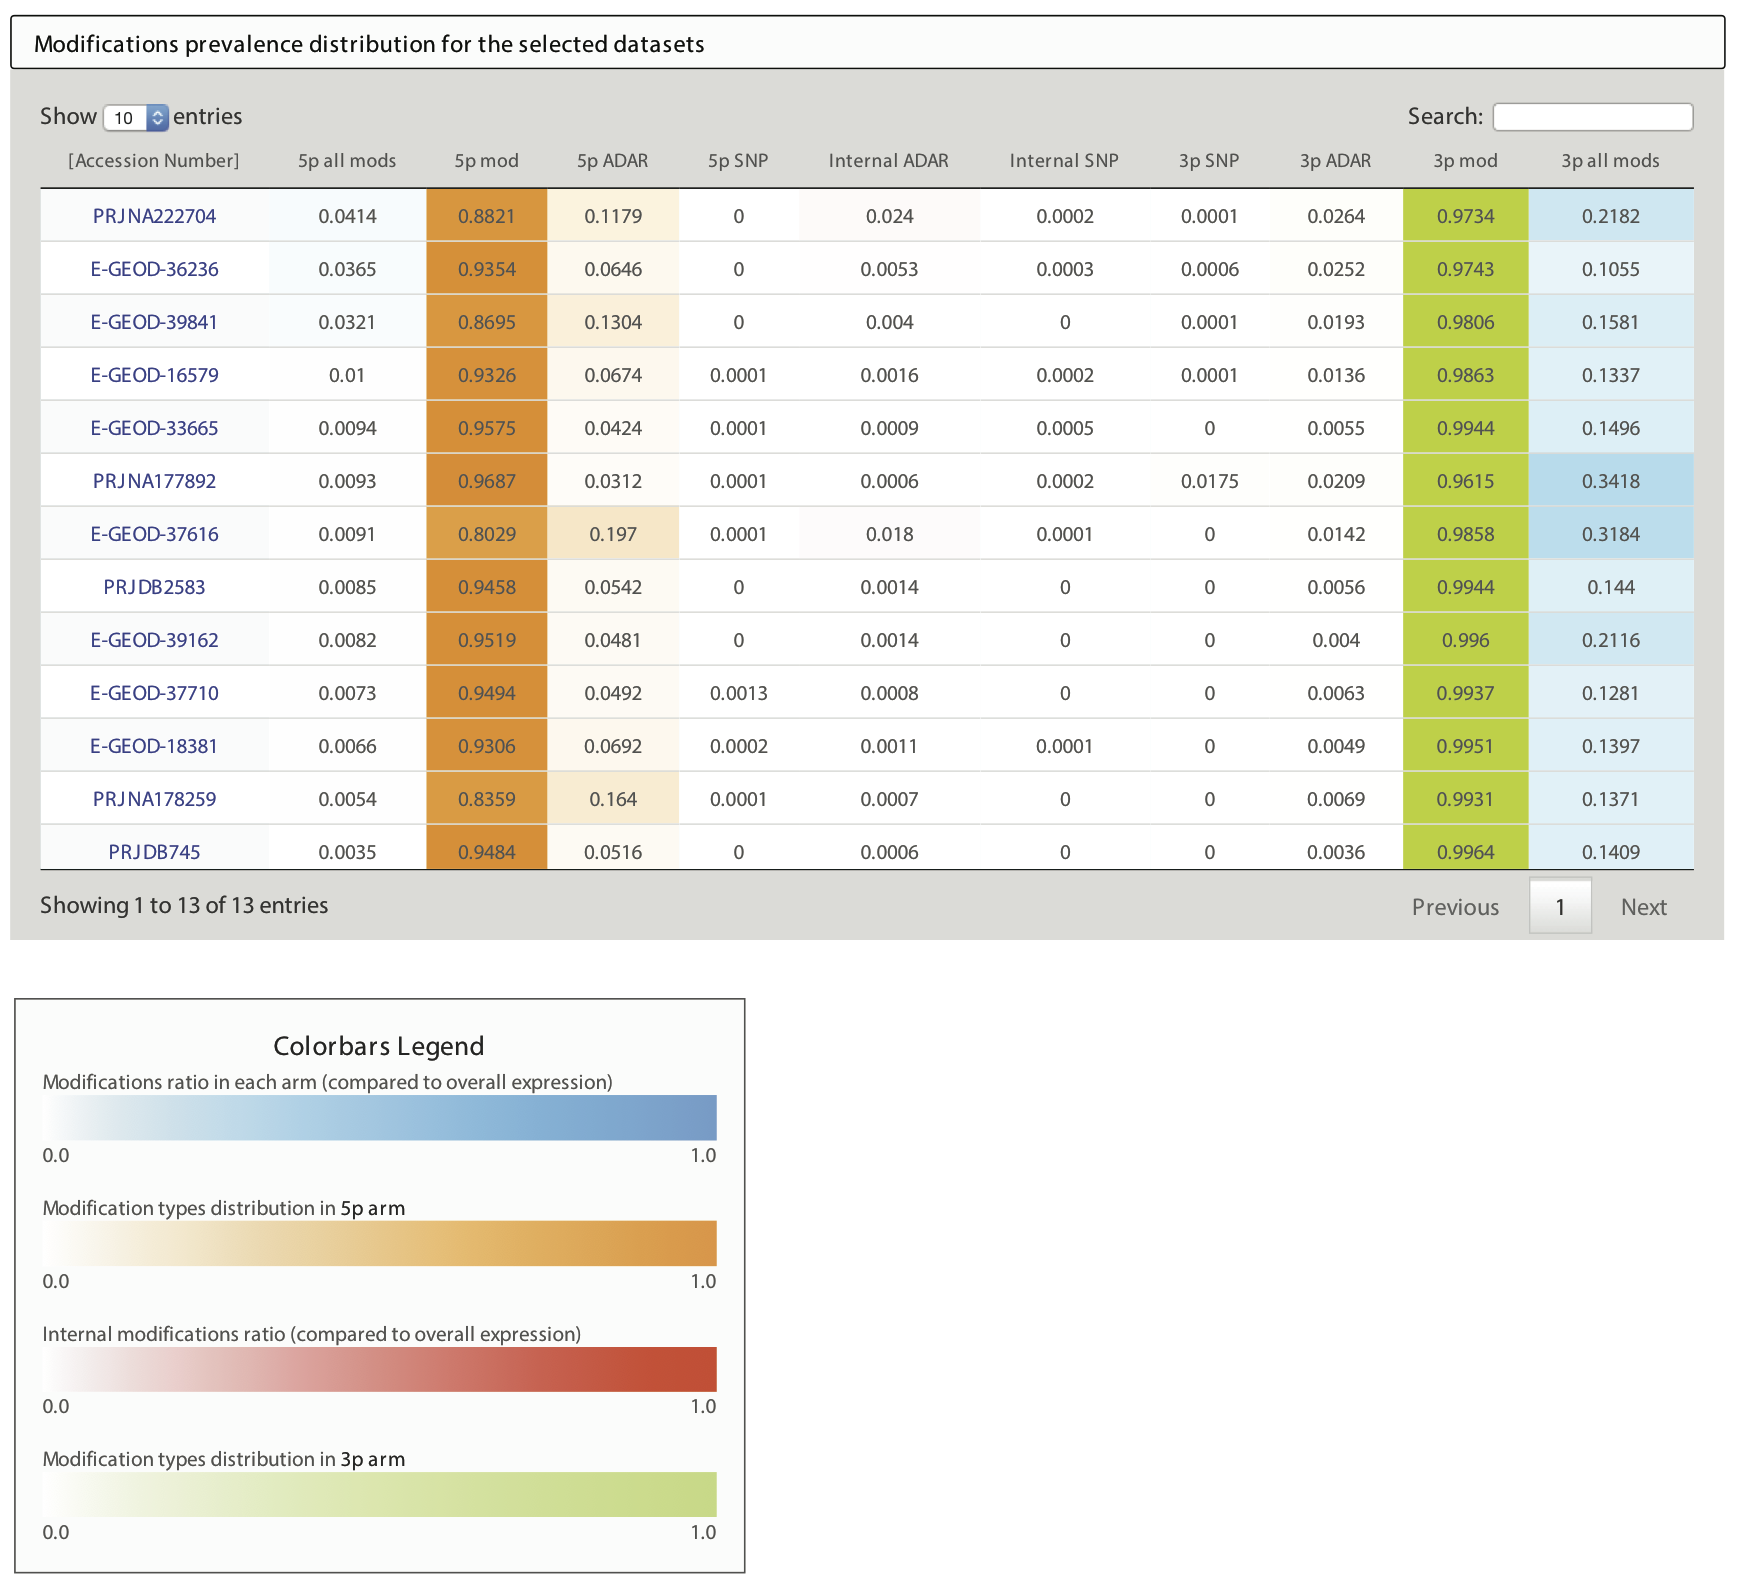 Modifications prevalence distribution for the selected datasets
Show 10 entries Search:
[Accession Number] 5p all mods 5p mod 5p ADAR 5p SNP Internal ADAR Internal SNP 3p SNP 3p ADAR 3p mod 3p all mods
PRJNA222704 0.0414 0.8821 0.1179 0 0.024 0.0002 0.0001 0.0264 0.9734 0.2182
E-GEOD-36236 0.0365 0.9354 0.0646 0 0.0053 0.0003 0.0006 0.0252 0.9743 0.1055
E-GEOD-39841 0.0321 0.8695 0.1304 0 0.004 0 0.0001 0.0193 0.9806 0.1581
E-GEOD-16579 0.01 0.9326 0.0674 0.0001 0.0016 0.0002 0.0001 0.0136 0.9863 0.1337
E-GEOD-33665 0.0094 0.9575 0.0424 0.0001 0.0009 0.0005 0 0.0055 0.9944 0.1496
PRJNA177892 0.0093 0.9687 0.0312 0.0001 0.0006 0.0002 0.0175 0.0209 0.9615 0.3418
E-GEOD-37616 0.0091 0.8029 0.197 0.0001 0.018 0.0001 0 0.0142 0.9858 0.3184
PRJDB2583 0.0085 0.9458 0.0542 0 0.0014 0 0 0.0056 0.9944 0.144
E-GEOD-39162 0.0082 0.9519 0.0481 0 0.0014 0 0 0.004 0.996 0.2116
E-GEOD-37710 0.0073 0.9494 0.0492 0.0013 0.0008 0 0 0.0063 0.9937 0.1281
E-GEOD-18381 0.0066 0.9306 0.0692 0.0002 0.0011 0.0001 0 0.0049 0.9951 0.1397
PRJNA178259 0.0054 0.8359 0.164 0.0001 0.0007 0 0 0.0069 0.9931 0.1371
PRJDB745 0.0035 0.9484 0.0516 0 0.0006 0 0 0.0036 0.9964 0.1409
Showing 1 to 13 of 13 entries Previous 1 Next
Colorbars Legend
Modifications ratio in each arm (compared to overall expression)
0.0 1.0
Modification types distribution in 5p arm
0.0 1.0
Internal modifications ratio (compared to overall expression)
0.0 1.0
Modification types distribution in 3p arm
0.0 1.0